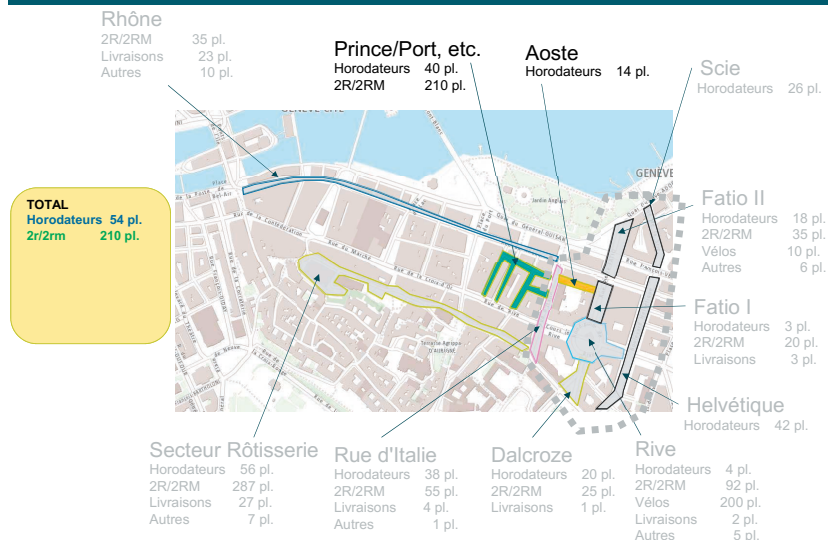 Rhône
2R/2RM 35 pl.
Livraisons 23 pl.
Autres 10 pl.
Prince/Port, etc.
Horodateurs 40 pl.
2R/2RM 210 pl.
Aoste
Horodateurs 14 pl.
Scie
Horodateurs 26 pl.
TOTAL
Horodateurs 54 pl.
2r/2rm 210 pl.
GENÈVE-CITÉ
GENÈV
Jardin Anglais
Quai du Général-Guisan
Rue de la Confédération
Rue du Marché
Rue de la Croix-d'Or
Rue de Rive
Cours de
Rive
Terrasse Agrippa
D'AUBIGNÉ
Fatio II
Horodateurs 18 pl.
2R/2RM 35 pl.
Vélos 10 pl.
Autres 6 pl.
Fatio I
Horodateurs 3 pl.
2R/2RM 20 pl.
Livraisons 3 pl.
Helvétique
Horodateurs 42 pl.
Secteur Rôtisserie
Horodateurs 56 pl.
2R/2RM 287 pl.
Livraisons 27 pl.
Autres 7 pl.
Rue d'Italie
Horodateurs 38 pl.
2R/2RM 55 pl.
Livraisons 4 pl.
Autres 1 pl.
Dalcroze
Horodateurs 20 pl.
2R/2RM 25 pl.
Livraisons 1 pl.
Rive
Horodateurs 4 pl.
2R/2RM 92 pl.
Vélos 200 pl.
Livraisons 2 pl.
Autres 5 pl.